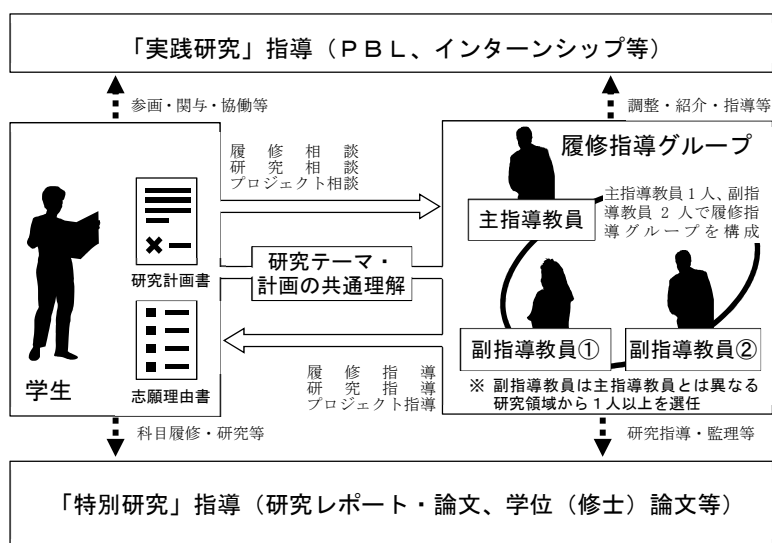 「実践研究」指導（ＰＢＬ、インターンシップ等）
参画・関与・協働等
調整・紹介・指導等
履修相談
研究相談
プロジェクト相談
履修指導グループ
主指導教員１人、副指
導教員２人で履修指
導グループを構成
主指導教員
研究計画書
研究テーマ・
計画の共通理解
副指導教員①
副指導教員②
学生
志願理由書
履修指導
研究指導
プロジェクト指導
※ 副指導教員は主指導教員とは異なる
研究領域から１人以上を選任
科目履修・研究等
研究指導・監理等
「特別研究」指導（研究レポート・論文、学位（修士）論文等）